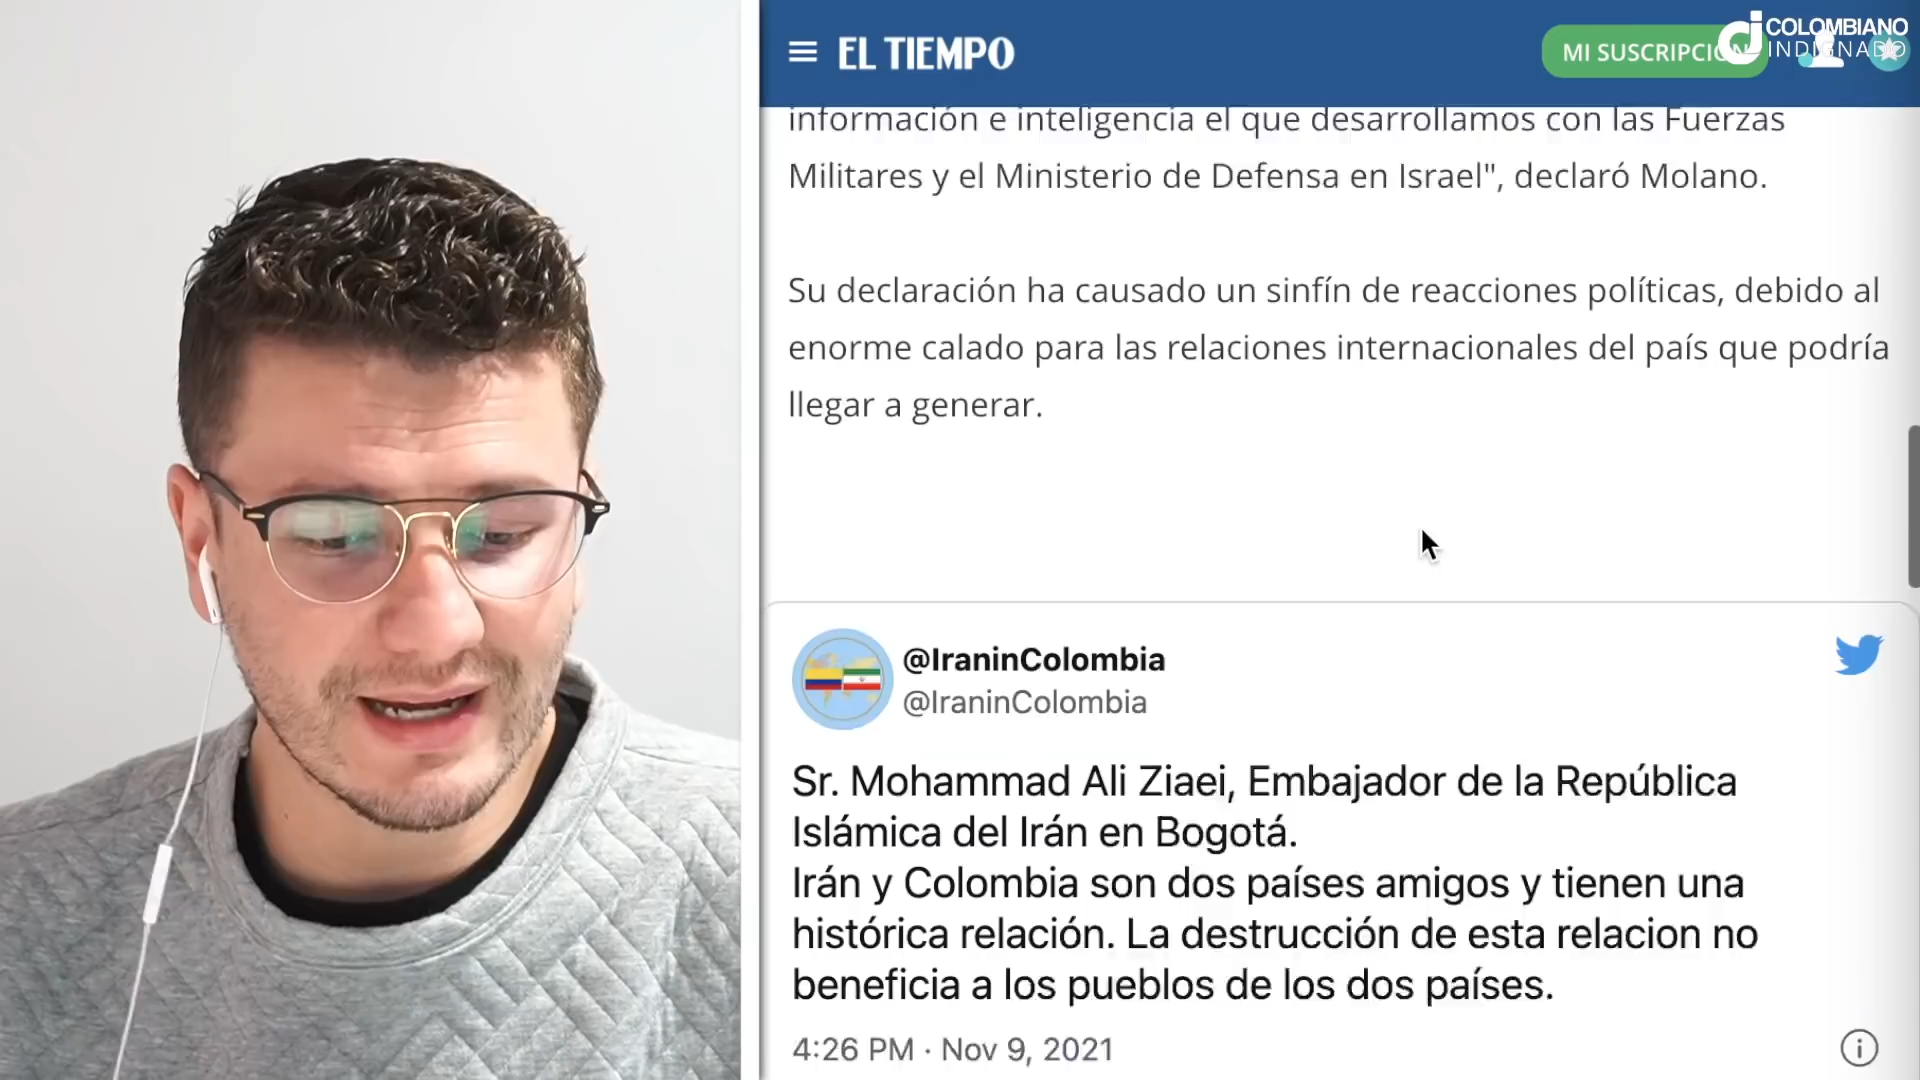 EL TIEMPO
MI SUSCRIPCIÓN
COLOMBIANO
INDIGNADO
información e inteligencia el que desarrollamos con las Fuerzas
Militares y el Ministerio de Defensa en Israel", declaró Molano.
Su declaración ha causado un sinfín de reacciones políticas, debido al
enorme calado para las relaciones internacionales del país que podría
llegar a generar.
@IraninColombia
@IraninColombia
Sr. Mohammad Ali Ziaei, Embajador de la República
Islámica del Irán en Bogotá.
Irán y Colombia son dos países amigos y tienen una
histórica relación. La destrucción de esta relacion no
beneficia a los pueblos de los dos países.
4:26 PM · Nov 9, 2021